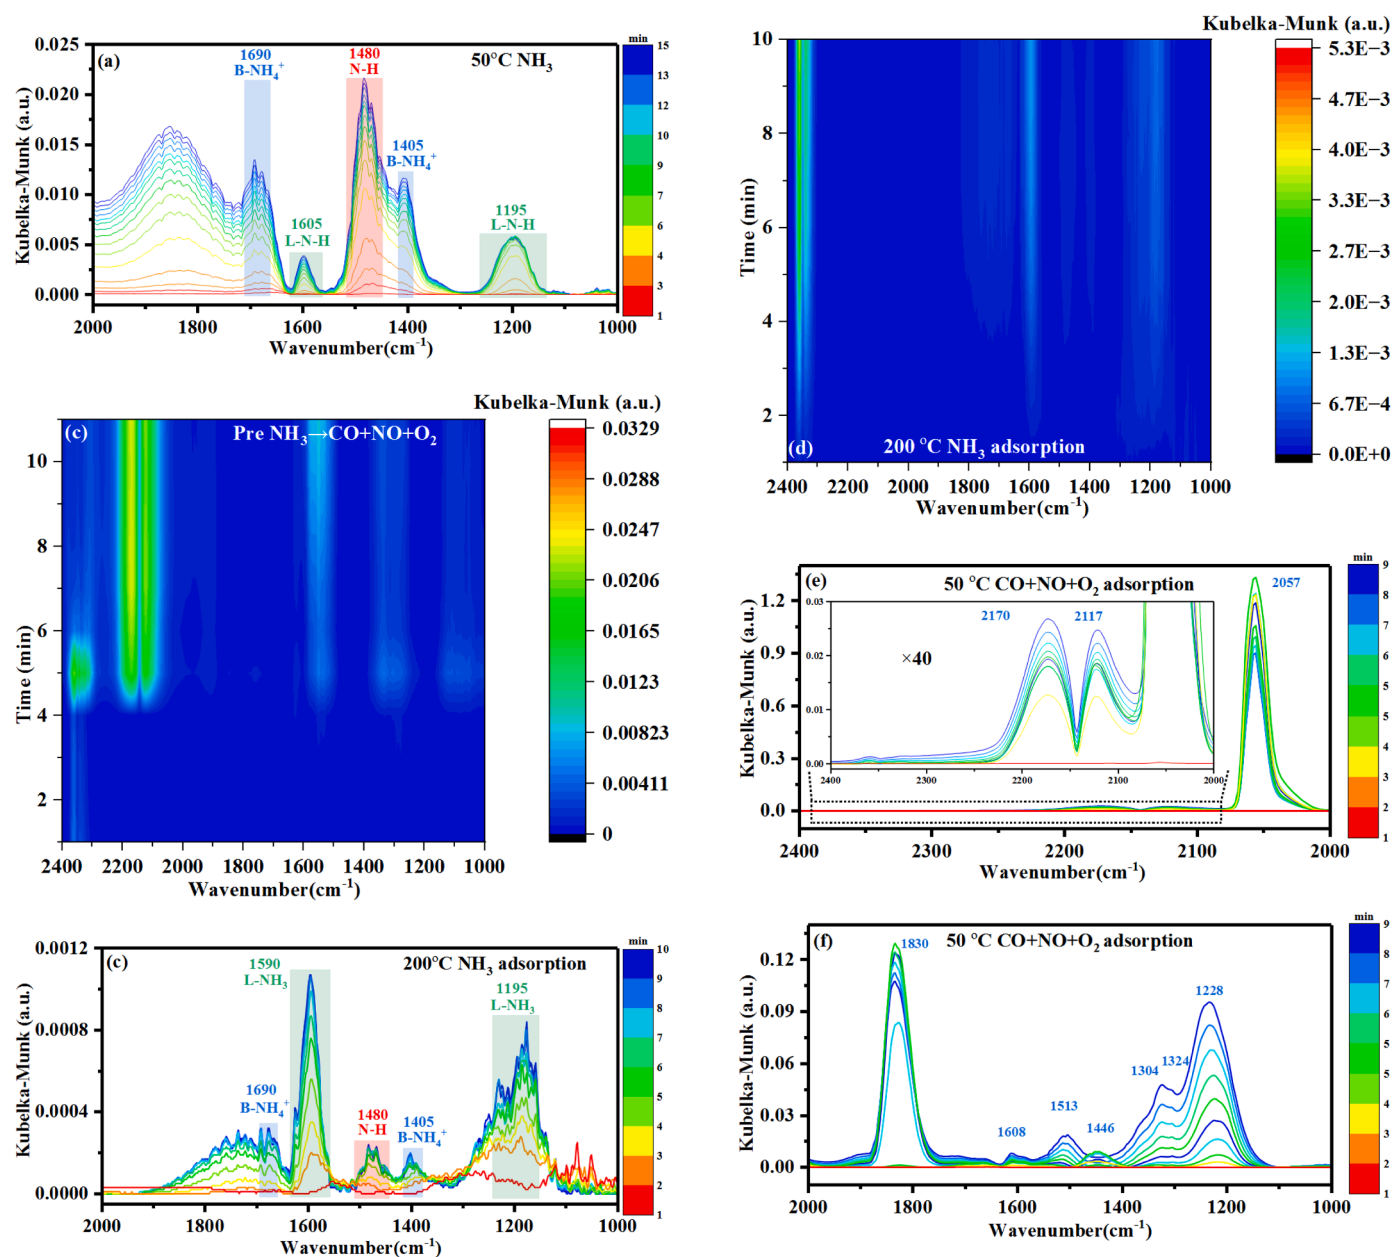 (a)
50°C NH₃
1690
B-NH₄⁺
1480
N-H
1405
B-NH₄⁺
1605
L-N-H
1195
L-N-H
0.025
0.020
0.015
0.010
0.005
0.000
Kubelka-Munk (a.u.)
2000 1800 1600 1400 1200 1000
Wavenumber(cm⁻¹)
min
15
13
12
10
9
7
6
4
3
1
Kubelka-Munk (a.u.)
10
8
6
4
2
Time (min)
(d)
200 °C NH₃ adsorption
2400 2000 1800 1600 1400 1200 1000
Wavenumber(cm⁻¹)
5.3E−3
4.7E−3
4.0E−3
3.3E−3
2.7E−3
2.0E−3
1.3E−3
6.7E−4
0.0E+0
Kubelka-Munk (a.u.)
(c)
Pre NH₃→CO+NO+O₂
10
8
6
4
2
Time (min)
2400 2200 2000 1800 1600 1400 1200 1000
Wavenumber(cm⁻¹)
0.0329
0.0288
0.0247
0.0206
0.0165
0.0123
0.00823
0.00411
0
(e)
50 °C CO+NO+O₂ adsorption
2057
2170
2117
×40
0.03
0.02
0.01
0.00
2400 2300 2200 2100 2000
1.2
0.9
0.6
0.3
0.0
Kubelka-Munk (a.u.)
2400 2300 2200 2100 2000
Wavenumber(cm⁻¹)
min
9
8
7
6
5
4
3
2
1
(c)
200°C NH₃ adsorption
1590
L-NH₃
1195
L-NH₃
1690
B-NH₄⁺
1480
N-H
1405
B-NH₄⁺
0.0012
0.0008
0.0004
0.0000
Kubelka-Munk (a.u.)
2000 1800 1600 1400 1200 1000
Wavenumber(cm⁻¹)
min
10
9
8
7
6
5
4
3
2
1
(f)
50 °C CO+NO+O₂ adsorption
1830
1608
1513
1446
1304
1324
1228
0.12
0.09
0.06
0.03
0.00
Kubelka-Munk (a.u.)
2000 1800 1600 1400 1200 1000
Wavenumber(cm⁻¹)
min
9
8
7
6
5
4
3
2
1